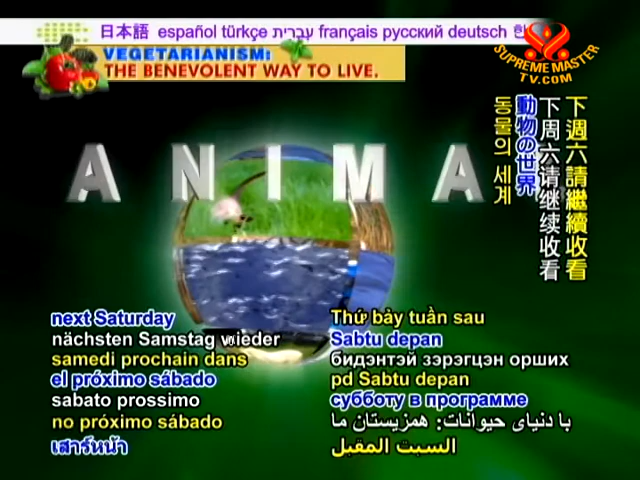 日本語 español türkçe עברית français русский deutsch 한
VEGETARIANISM:
THE BENEVOLENT WAY TO LIVE.
SUPREME MASTER
TV.COM
ANIMA
下週六請繼續收看
下周六请继续收看
動物の世界
동물의 세계
next Saturday
nächsten Samstag wieder
samedi prochain dans
el próximo sábado
sabato prossimo
no próximo sábado
เสาร์หน้า
Thứ bảy tuần sau
Sabtu depan
бидэнтэй зэрэгцэн орших
pd Sabtu depan
субботу в программе
با دنیای حیوانات: همزیستان ما
السبت المقبل